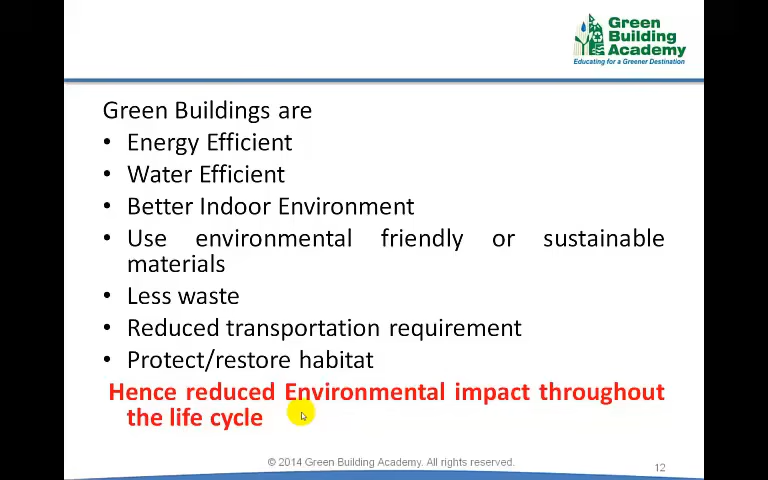 Green
Building
Academy
Educating for a Greener Destination
Green Buildings are
• Energy Efficient
• Water Efficient
• Better Indoor Environment
• Use environmental friendly or sustainable
materials
• Less waste
• Reduced transportation requirement
• Protect/restore habitat
Hence reduced Environmental impact throughout
the life cycle
© 2014 Green Building Academy. All rights reserved.
12